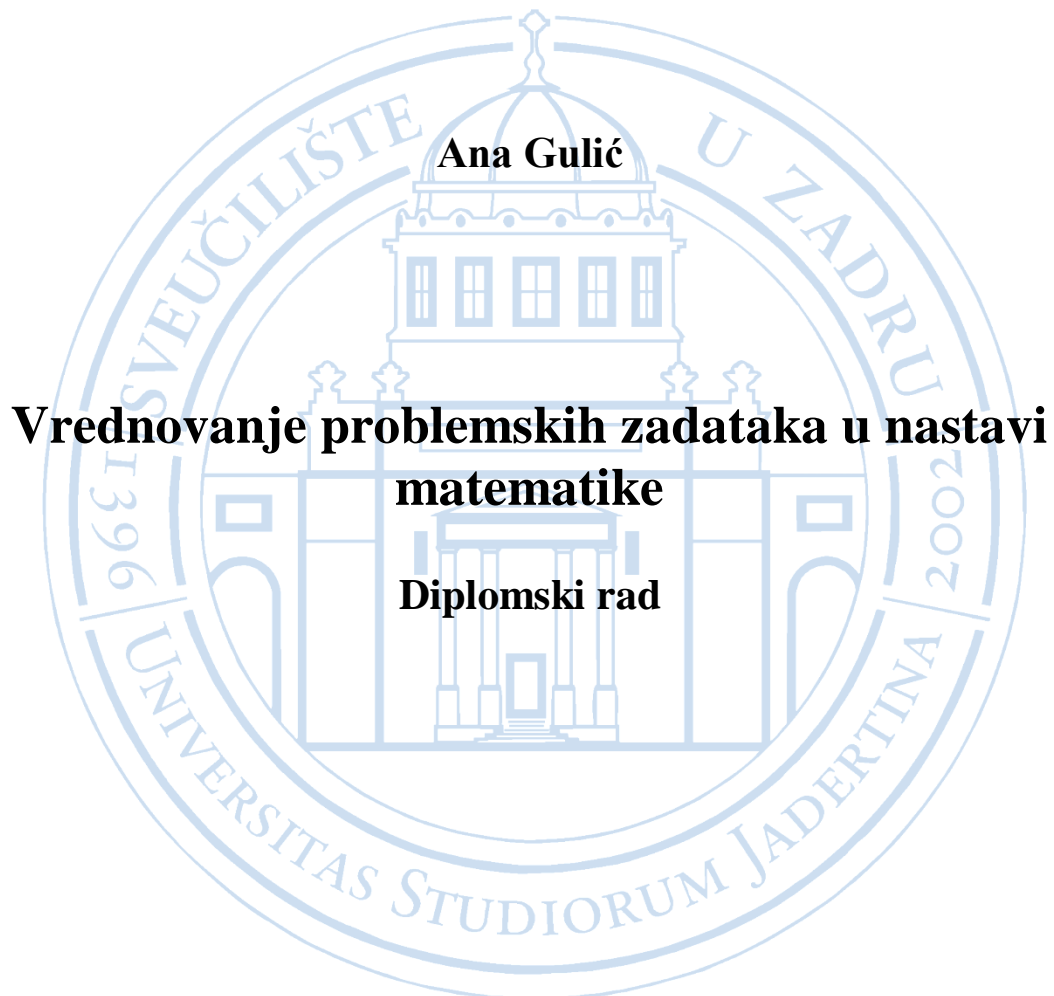 Ana Gulić
Vrednovanje problemskih zadataka u nastavi
matematike
Diplomski rad
SVEUČILIŠTE U ZADRU
1396
2002
UNIVERSITAS STUDIORUM JADERTINA